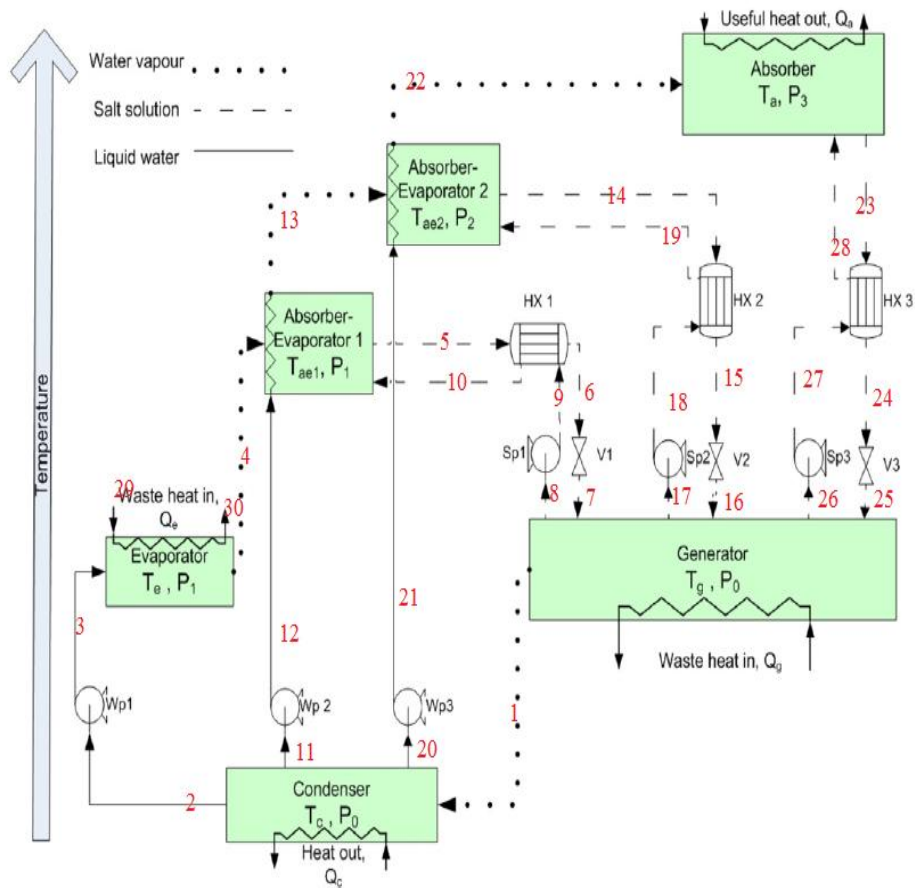 Useful heat out, Qa
22
Water vapour
Absorber
Ta, P3
Salt solution
Absorber-
Evaporator 2
Tae2, P2
Liquid water
14
23
13
19
28
HX 1
HX 2
HX 3
Absorber-
Evaporator 1
Tae1, P1
5
10
9
6
18
15
27
24
Temperature
4
Sp1
V1
Sp2
V2
Sp3
V3
29
Waste heat in,
Qe
30
8
7
17
16
26
25
Evaporator
Te , P1
21
Generator
Tg, P0
3
12
Waste heat in, Qg
Wp1
Wp 2
Wp3
1
11
20
2
Condenser
Tc, P0
Heat out,
Qc